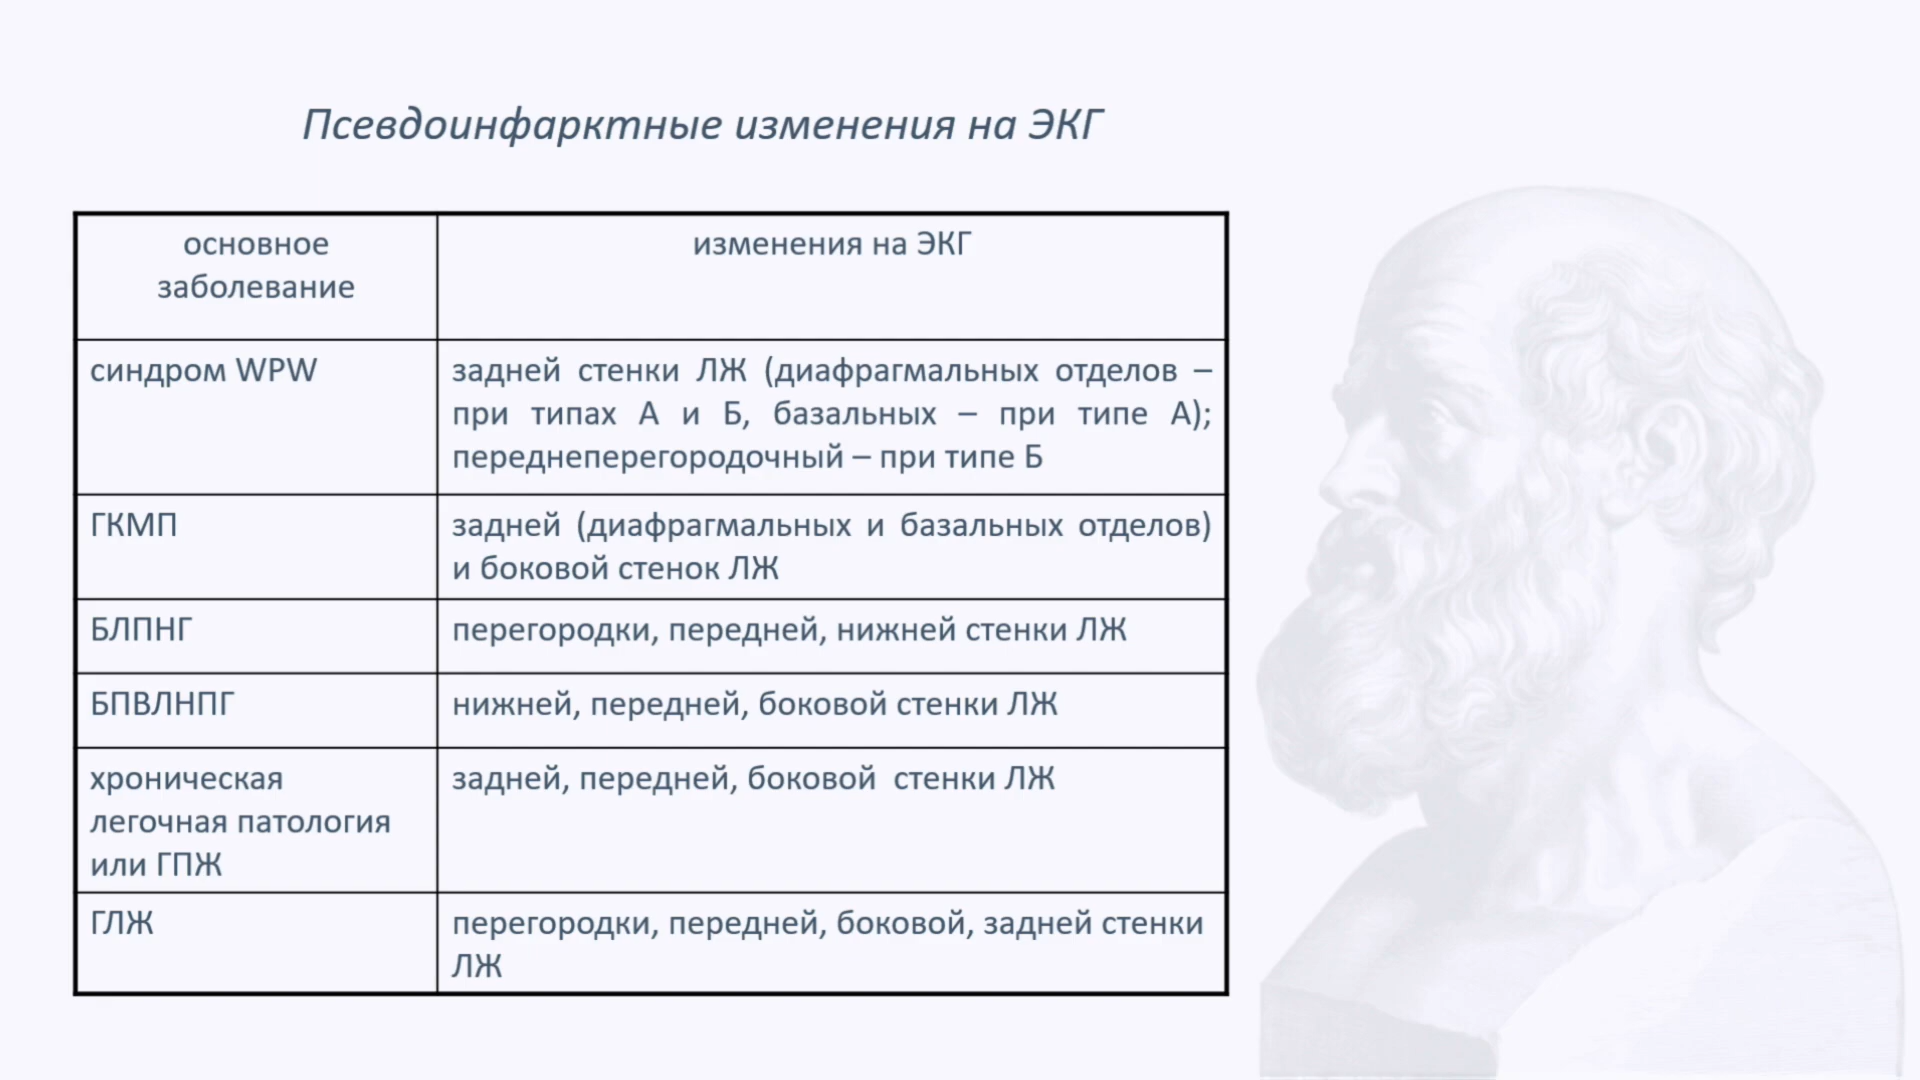 Псевдоинфарктные изменения на ЭКГ
основное
заболевание
изменения на ЭКГ
синдром WPW
задней стенки ЛЖ (диафрагмальных отделов –
при типах А и Б, базальных – при типе А);
переднеперегородочный – при типе Б
ГКМП
задней (диафрагмальных и базальных отделов)
и боковой стенок ЛЖ
БЛПНГ
перегородки, передней, нижней стенки ЛЖ
БПВЛНПГ
нижней, передней, боковой стенки ЛЖ
хроническая
легочная патология
или ГПЖ
задней, передней, боковой стенки ЛЖ
ГЛЖ
перегородки, передней, боковой, задней стенки
ЛЖ